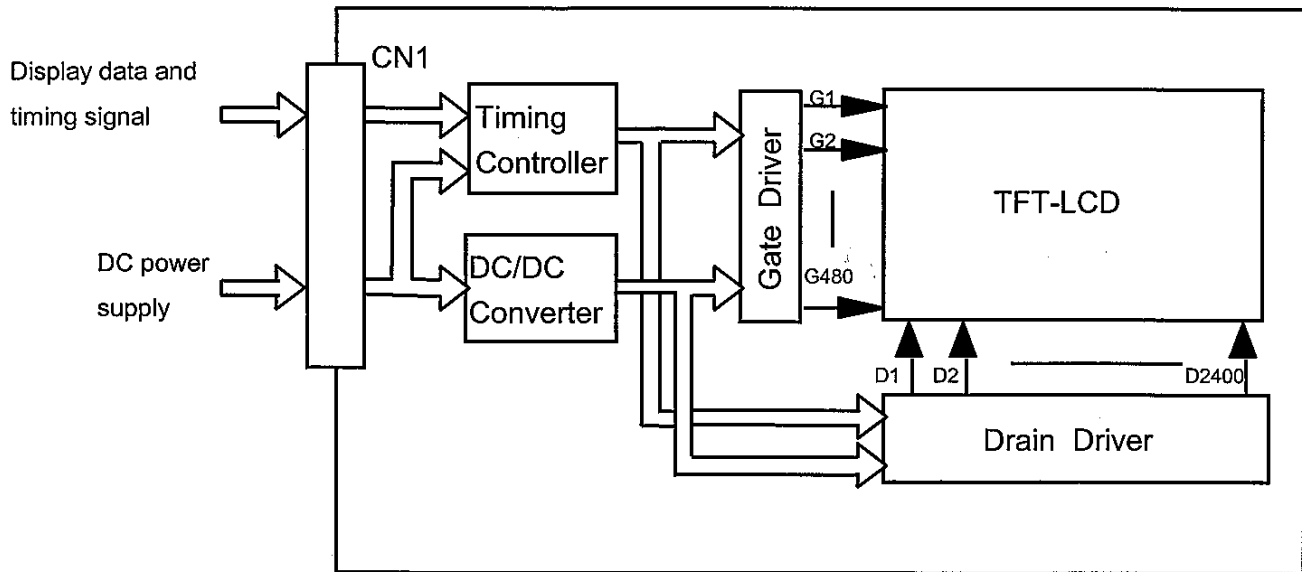 Display data and
timing signal
CN1
Timing
Controller
DC power
supply
DC/DC
Converter
Gate Driver
G1
G2
G480
TFT-LCD
D1
D2
D2400
Drain Driver